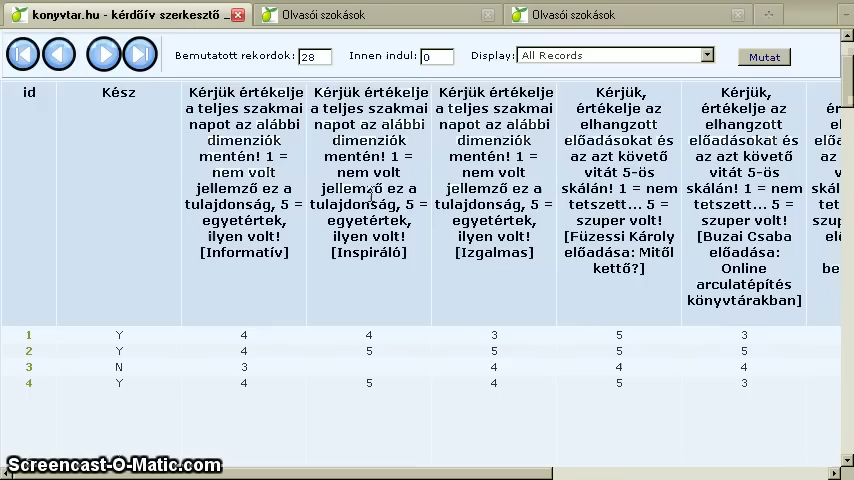 konyvtar.hu - kérdőív szerkesztő
Olvasói szokások
Olvasói szokások
Bemutatott rekordok: 28 Innen indul: 0 Display: All Records Mutat
id
Kész
Kérjük értékelje
a teljes szakmai
napot az alábbi
dimenziók
mentén! 1 =
nem volt
jellemző ez a
tulajdonság, 5 =
egyetértek,
ilyen volt!
[Informatív]
Kérjük értékelje
a teljes szakmai
napot az alábbi
dimenziók
mentén! 1 =
nem volt
jellemző ez a
tulajdonság, 5 =
egyetértek,
ilyen volt!
[Inspiráló]
Kérjük értékelje
a teljes szakmai
napot az alábbi
dimenziók
mentén! 1 =
nem volt
jellemző ez a
tulajdonság, 5 =
egyetértek,
ilyen volt!
[Izgalmas]
Kérjük,
értékelje az
elhangzott
előadásokat és
az azt követő
vitát 5-ös
skálán! 1 = nem
tetszett... 5 =
szuper volt!
[Füzessi Károly
előadása: Mitől
kettő?]
Kérjük,
értékelje az
elhangzott
előadásokat és
az azt követő
vitát 5-ös
skálán! 1 = nem
tetszett... 5 =
szuper volt!
[Buzai Csaba
előadása:
Online
arculatépítés
könyvtárakban]
1 Y 4 4 3 5 3
2 Y 4 5 5 5 5
3 N 3 4 4 4
4 Y 4 5 4 5 3
Screencast-O-Matic.com